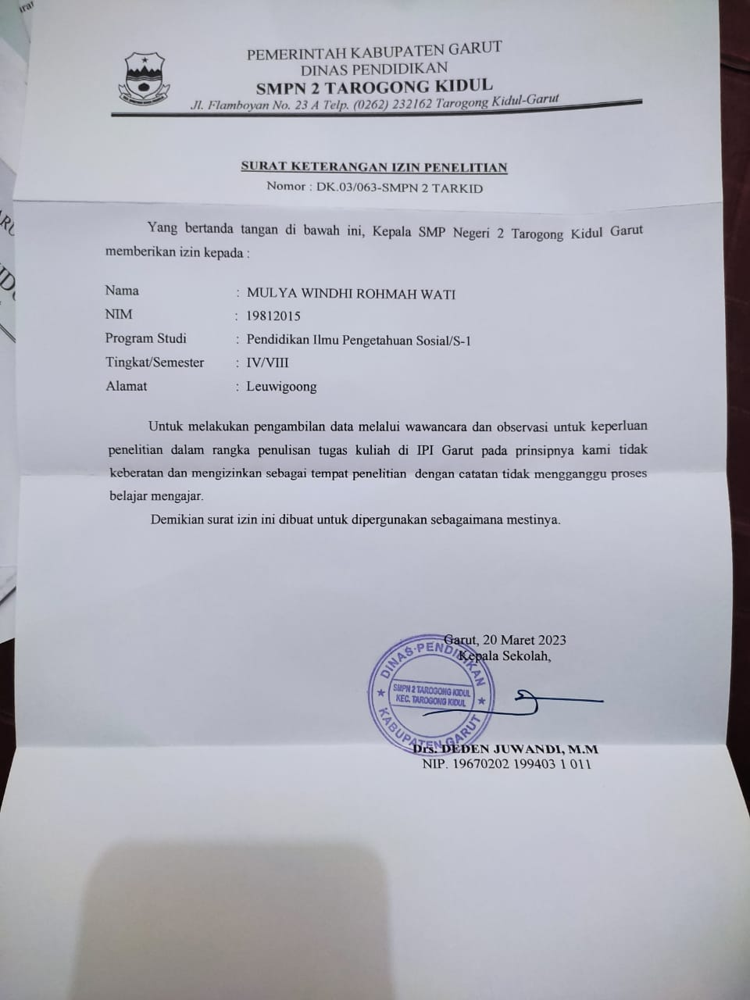 PEMERINTAH KABUPATEN GARUT
DINAS PENDIDIKAN
SMPN 2 TAROGONG KIDUL
Jl. Flamboyan No. 23 A Telp. (0262) 232162 Tarogong Kidul-Garut
SURAT KETERANGAN IZIN PENELITIAN
Nomor : DK.03/063-SMPN 2 TARKID
Yang bertanda tangan di bawah ini, Kepala SMP Negeri 2 Tarogong Kidul Garut
memberikan izin kepada :
Nama : MULYA WINDHI ROHMAH WATI
NIM : 19812015
Program Studi : Pendidikan Ilmu Pengetahuan Sosial/S-1
Tingkat/Semester : IV/VIII
Alamat : Leuwigoong
Untuk melakukan pengambilan data melalui wawancara dan observasi untuk keperluan
penelitian dalam rangka penulisan tugas kuliah di IPI Garut pada prinsipnya kami tidak
keberatan dan mengizinkan sebagai tempat penelitian dengan catatan tidak mengganggu proses
belajar mengajar.
Demikian surat izin ini dibuat untuk dipergunakan sebagaimana mestinya.
Garut, 20 Maret 2023
Kepala Sekolah,
DINAS PENDIDIKAN
SMPN 2 TAROGONG KIDUL
KEC. TAROGONG KIDUL
KABUPATEN GARUT
Drs. DEDEN JUWANDI, M.M
NIP. 19670202 199403 1 011